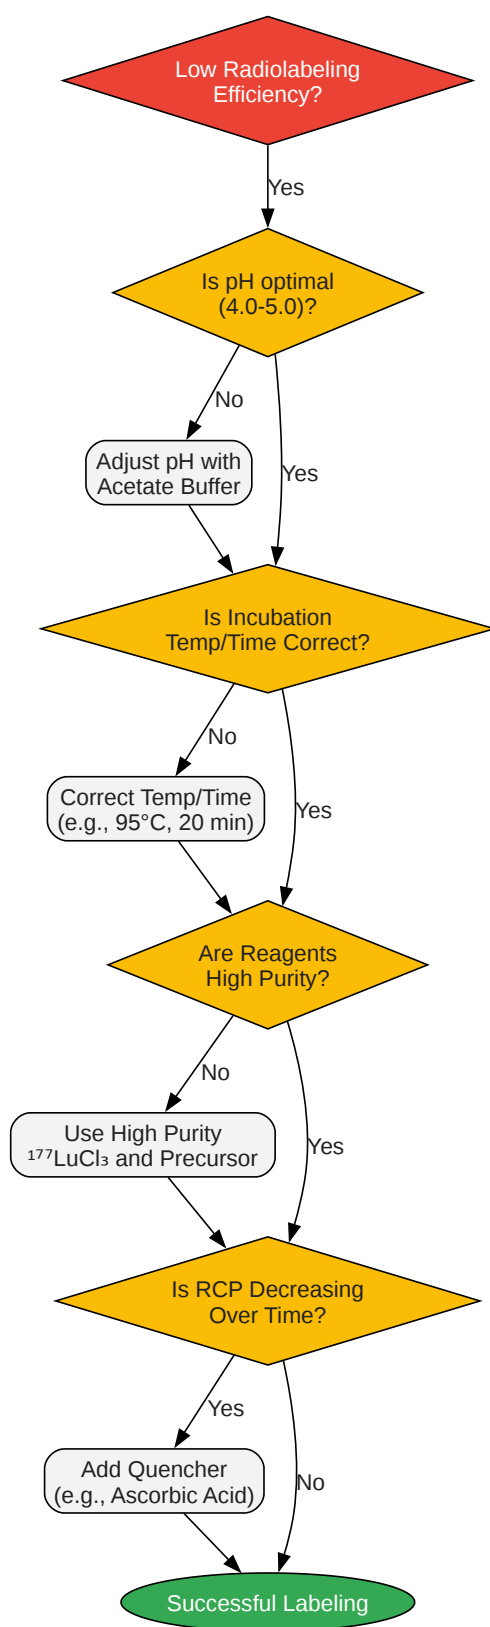 Low Radiolabeling
Efficiency?
Yes
Is pH optimal
(4.0-5.0)?
No
Adjust pH with
Acetate Buffer
Yes
Is Incubation
Temp/Time Correct?
No
Correct Temp/Time
(e.g., 95°C, 20 min)
Yes
Are Reagents
High Purity?
No
Use High Purity
¹⁷⁷LuCl₃ and Precursor
Yes
Is RCP Decreasing
Over Time?
Yes
Add Quencher
(e.g., Ascorbic Acid)
No
Successful Labeling